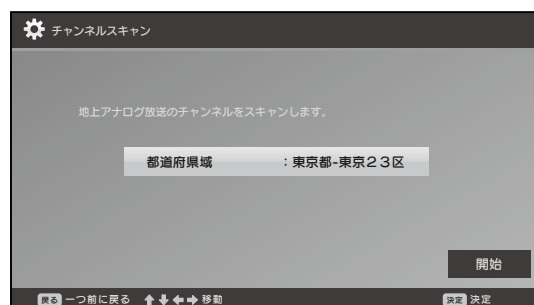 チャンネルスキャン
地上アナログ放送のチャンネルをスキャンします。
都道府県域 : 東京都-東京23区
開始
戻る 一つ前に戻る 移動 決定 決定